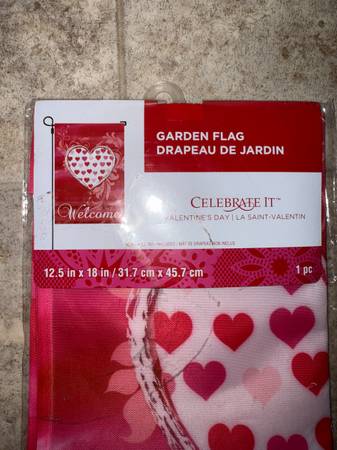 GARDEN FLAG
DRAPEAU DE JARDIN
Welcome
CELEBRATE IT™
VALENTINE'S DAY | LA SAINT-VALENTIN
12.5 in x 18 in / 31.7 cm x 45.7 cm
1 pc